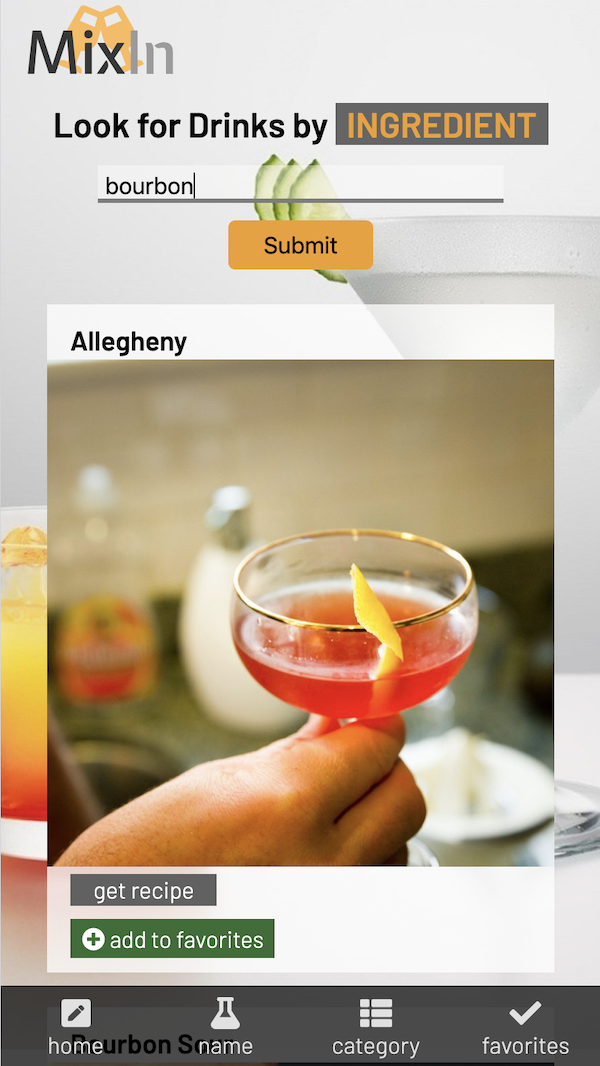 MixIn
Look for Drinks by INGREDIENT
bourbon
Submit
Allegheny
get recipe
add to favorites
Bourbon Sour
home name category favorites